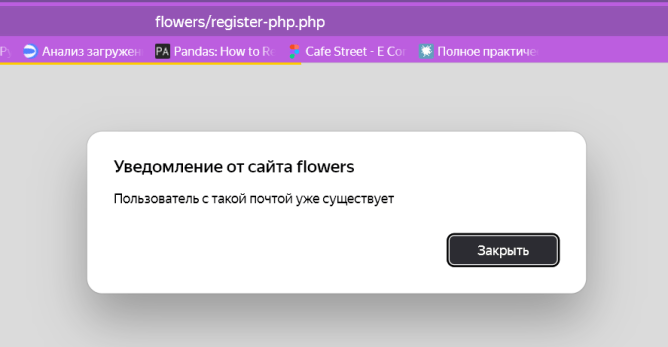 flowers/register-php.php
Анализ загружен PA Pandas: How to Re Cafe Street - E Co Полное практиче
Уведомление от сайта flowers
Пользователь с такой почтой уже существует
Закрыть